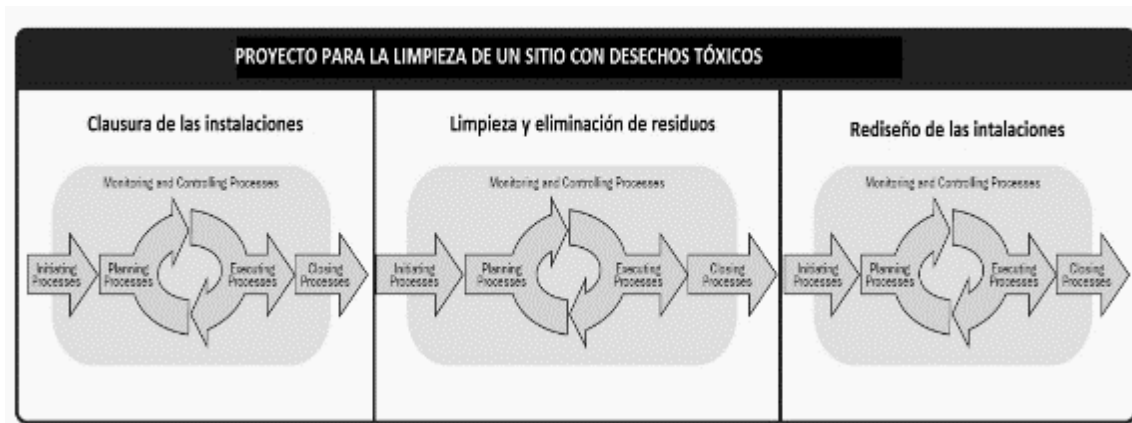 PROYECTO PARA LA LIMPIEZA DE UN SITIO CON DESECHOS TÓXICOS
Clausura de las instalaciones
Monitoring and Controlling Processes
Initiating
Processes
Planning
Processes
Executing
Processes
Closing
Processes
Limpieza y eliminación de residuos
Monitoring and Controlling Processes
Initiating
Processes
Planning
Processes
Executing
Processes
Closing
Processes
Rediseño de las intalaciones
Monitoring and Controlling Processes
Initiating
Processes
Planning
Processes
Executing
Processes
Closing
Processes